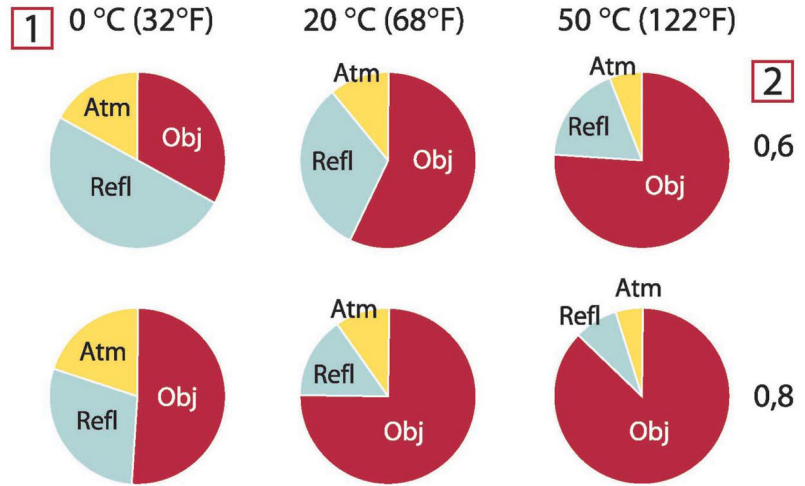 1 0 °C (32°F) 20 °C (68°F) 50 °C (122°F)
2
0,6
Atm
Obj
Refl
Atm
Refl
Obj
Atm
Refl
Obj
Atm
Obj
Refl
Atm
Refl
Obj
Atm
Refl
Obj
0,8